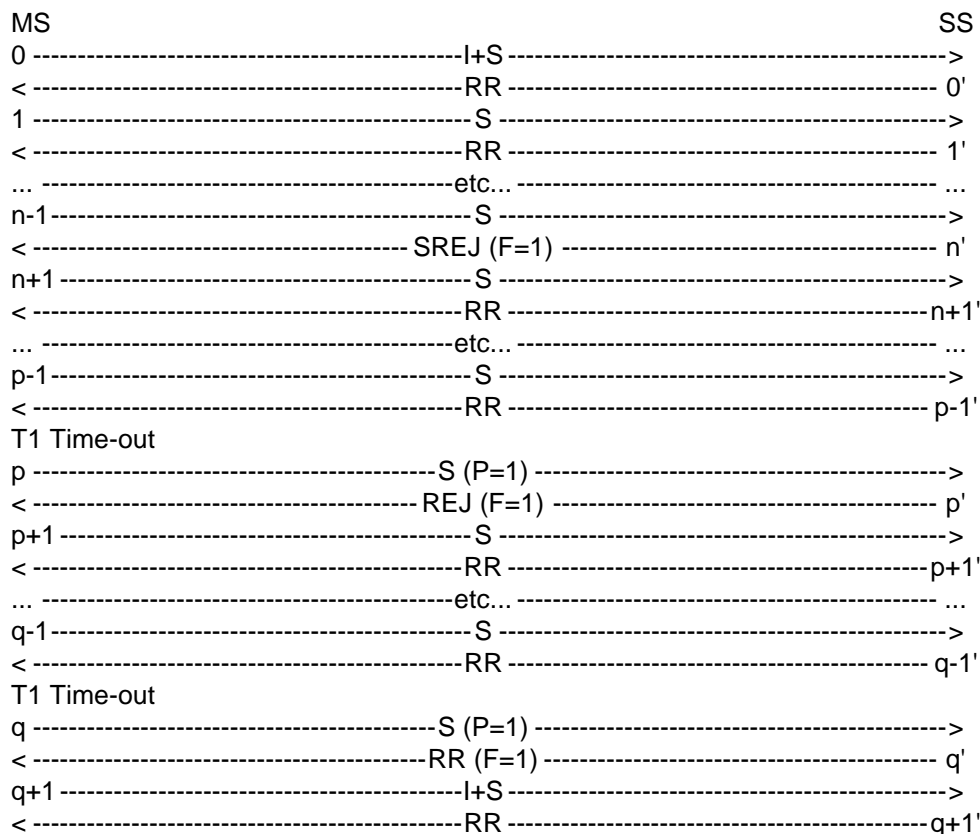 MS SS
0 ---------------------------------------------I+S---------------------------------------------->
< ---------------------------------------------RR --------------------------------------------- 0'
1 ---------------------------------------------- S ----------------------------------------------->
< ---------------------------------------------RR --------------------------------------------- 1'
... -------------------------------------------etc... -------------------------------------------- ...
n-1-------------------------------------------- S ----------------------------------------------->
< --------------------------------------- SREJ (F=1) --------------------------------------- n'
n+1 ------------------------------------------- S ----------------------------------------------->
< ---------------------------------------------RR --------------------------------------------n+1'
... -------------------------------------------etc... -------------------------------------------- ...
p-1-------------------------------------------- S ----------------------------------------------->
< ---------------------------------------------RR -------------------------------------------- p-1'
T1 Time-out
p ------------------------------------------S (P=1) ------------------------------------------->
< ---------------------------------------- REJ (F=1) ---------------------------------------- p'
p+1 ------------------------------------------- S ----------------------------------------------->
< ---------------------------------------------RR --------------------------------------------p+1'
... -------------------------------------------etc... -------------------------------------------- ...
q-1-------------------------------------------- S ----------------------------------------------->
< ---------------------------------------------RR -------------------------------------------- q-1'
T1 Time-out
q ------------------------------------------S (P=1) ------------------------------------------->
< -----------------------------------------RR (F=1) ----------------------------------------- q'
q+1 ------------------------------------------I+S ---------------------------------------------->
< ---------------------------------------------RR --------------------------------------------q+1'